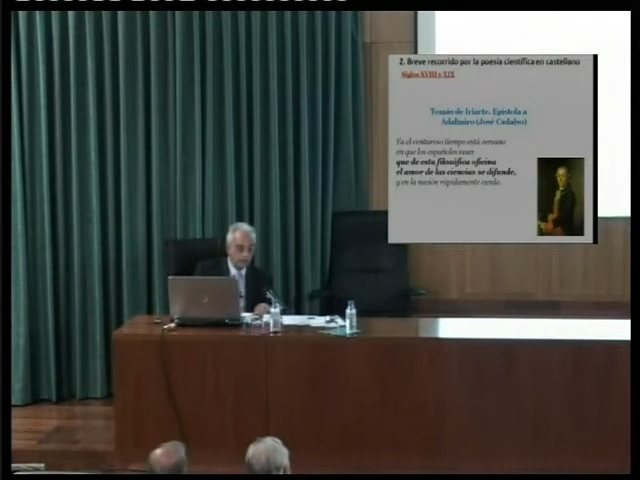 2. Breve recorrido por la poesía científica en castellano
Siglos XVIII y XIX
Tomás de Iriarte. Epístola a
Adalmiro (José Cadalso)
Ya el venturoso tiempo está cercano
en que los españoles vean
que de esta filosófica oficina
el amor de las ciencias se difunde,
y en la nación rápidamente cunde.